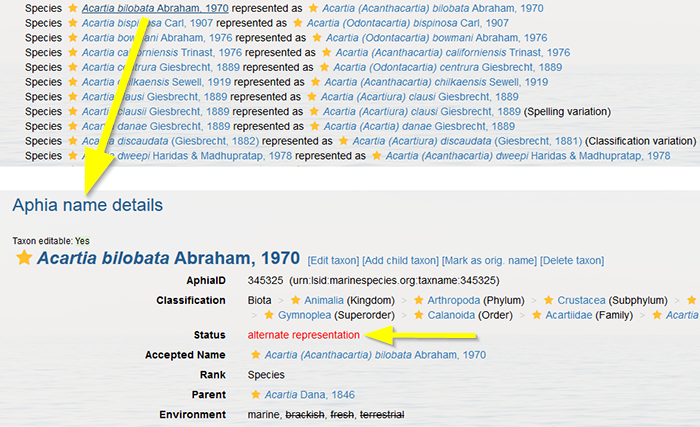 Species Acartia bilobata Abraham, 1970 represented as Acartia (Acanthacartia) bilobata Abraham, 1970
Species Acartia bispinosa Carl, 1907 represented as Acartia (Odontacartia) bispinosa Carl, 1907
Species Acartia bowmani Abraham, 1976 represented as Acartia (Odontacartia) bowmani Abraham, 1976
Species Acartia californiensis Trinast, 1976 represented as Acartia (Acanthacartia) californiensis Trinast, 1976
Species Acartia centrura Giesbrecht, 1889 represented as Acartia (Odontacartia) centrura Giesbrecht, 1889
Species Acartia chilkaensis Sewell, 1919 represented as Acartia (Acanthacartia) chilkaensis Sewell, 1919
Species Acartia clausi Giesbrecht, 1889 represented as Acartia (Acartiura) clausi Giesbrecht, 1889
Species Acartia clausii Giesbrecht, 1889 represented as Acartia (Acartiura) clausi Giesbrecht, 1889 (Spelling variation)
Species Acartia danae Giesbrecht, 1889 represented as Acartia (Acartia) danae Giesbrecht, 1889
Species Acartia discaudata (Giesbrecht, 1882) represented as Acartia (Acartiura) discaudata (Giesbrecht, 1881) (Classification variation)
Species dweepi Haridas & Madhupratap, 1978 represented as Acartia (Acanthacartia) dweepi Haridas & Madhupratap, 1978
Aphia name details
Taxon editable: Yes
Acartia bilobata Abraham, 1970 [Edit taxon] [Add child taxon] [Mark as orig. name] [Delete taxon]
AphiaID 345325 (urn:lsid:marinespecies.org:taxname:345325)
Classification Biota > Animalia (Kingdom) > Arthropoda (Phylum) > Crustacea (Subphylum) >
> Gymnoplea (Superorder) > Calanoida (Order) > Acartiidae (Family) > Acartia
Status alternate representation
Accepted Name Acartia (Acanthacartia) bilobata Abraham, 1970
Rank Species
Parent Acartia Dana, 1846
Environment marine, brackish, fresh, terrestrial